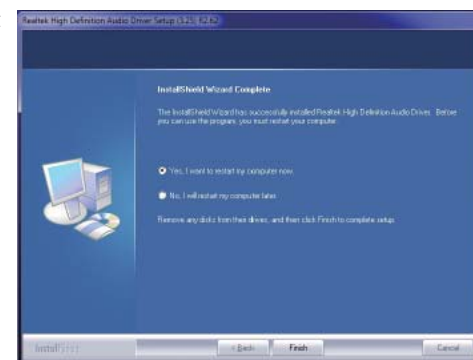 Realtek High Definition Audio Driver Setup (3.25) R2.62
InstallShield Wizard Complete
The InstallShield Wizard has successfully installed Realtek High Definition Audio Driver. Before
you can use the program, you must restart your computer.
Yes, I want to restart my computer now.
No, I will restart my computer later.
Remove any disks from their drives, and then click Finish to complete setup.
InstallShield
< Back
Finish
Cancel